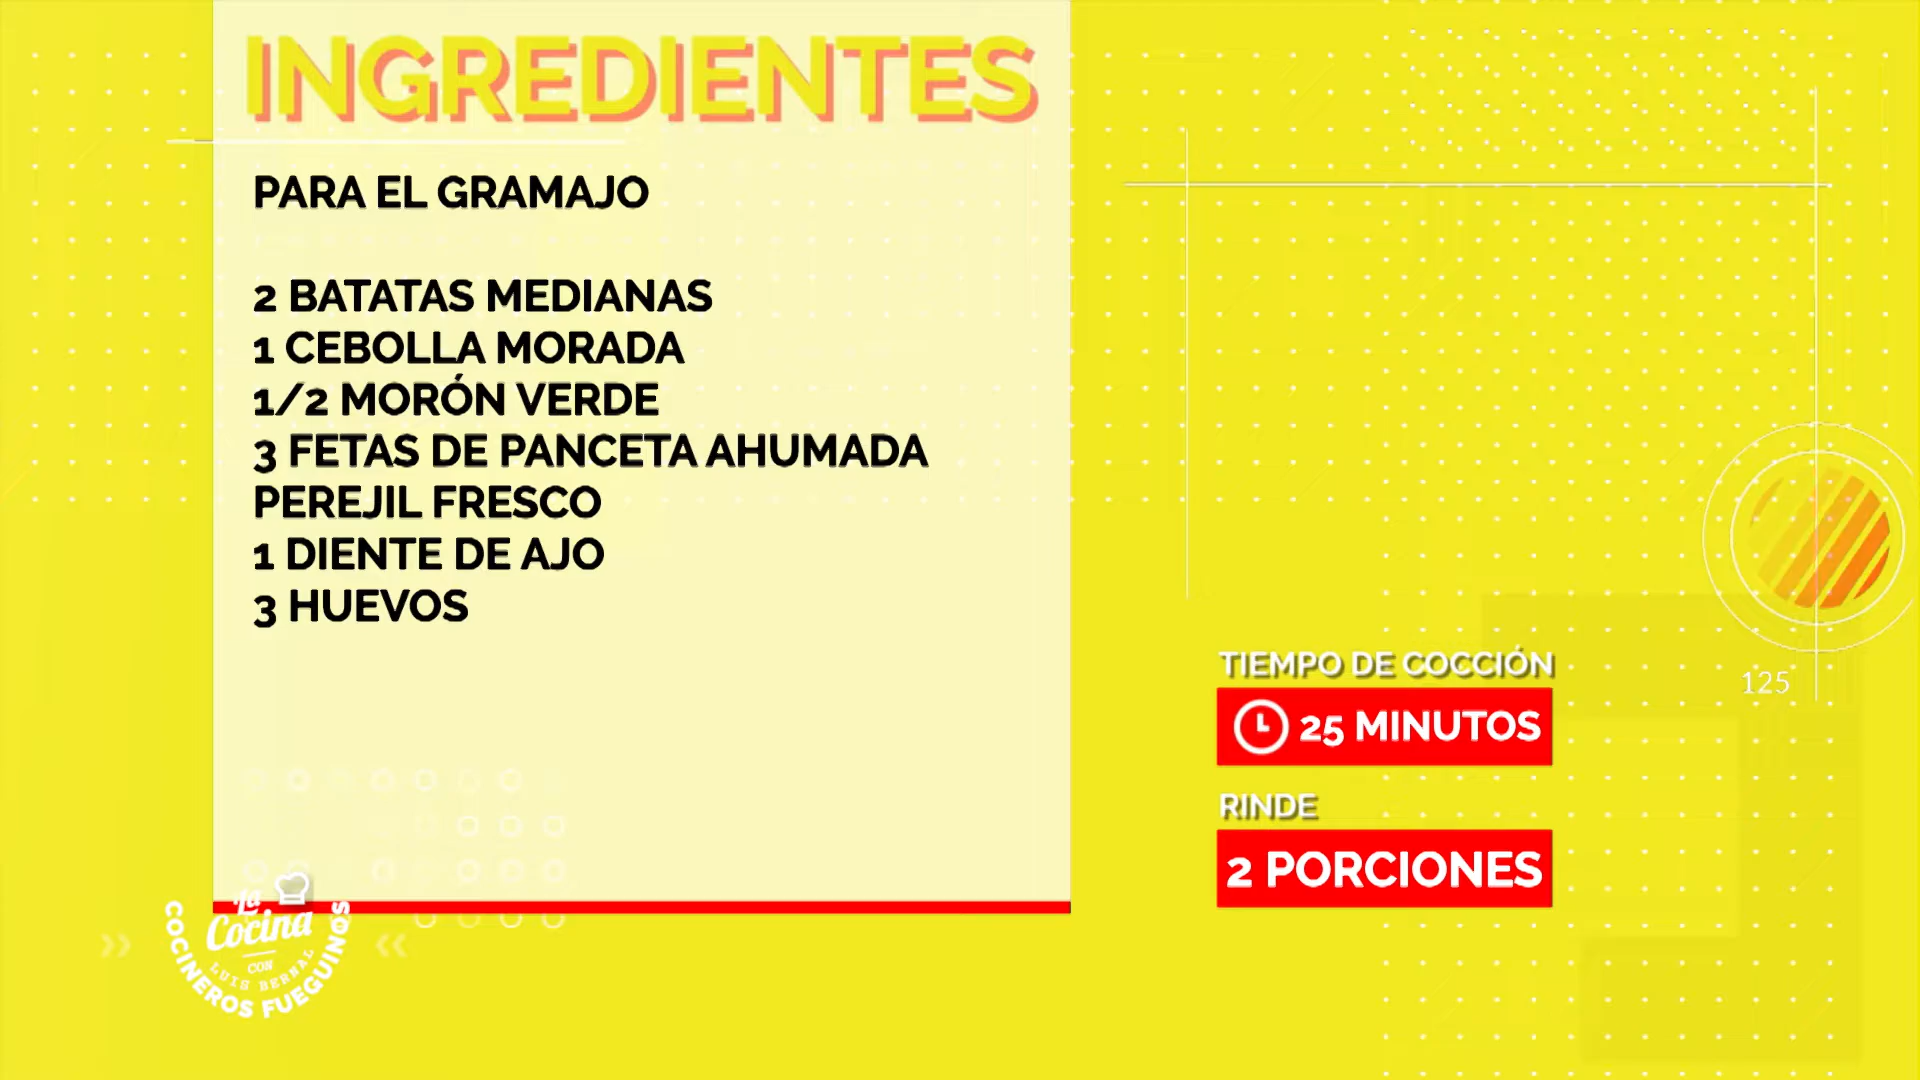 INGREDIENTES
PARA EL GRAMAJO
2 BATATAS MEDIANAS
1 CEBOLLA MORADA
1/2 MORÓN VERDE
3 FETAS DE PANCETA AHUMADA
PEREJIL FRESCO
1 DIENTE DE AJO
3 HUEVOS
TIEMPO DE COCCIÓN
25 MINUTOS
125
RINDE
2 PORCIONES
La
Cocina
CON
LUIS BERNAL
COCINEROS FUEGUINOS